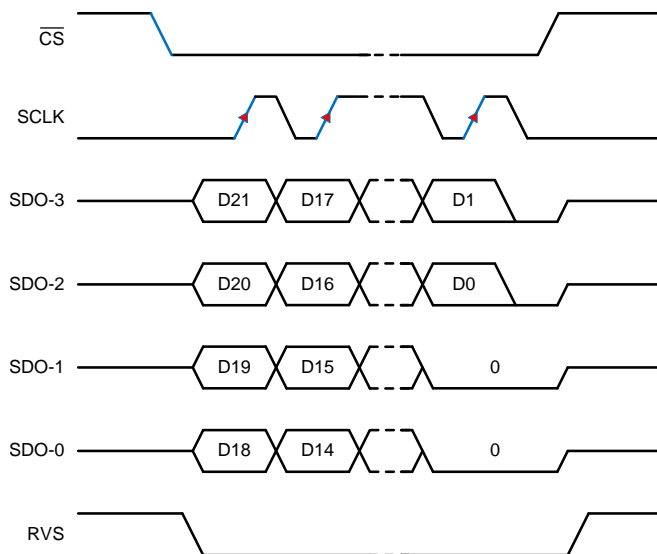 CS
SCLK
SDO-3 D21 D17 D1
SDO-2 D20 D16 D0
SDO-1 D19 D15 0
SDO-0 D18 D14 0
RVS